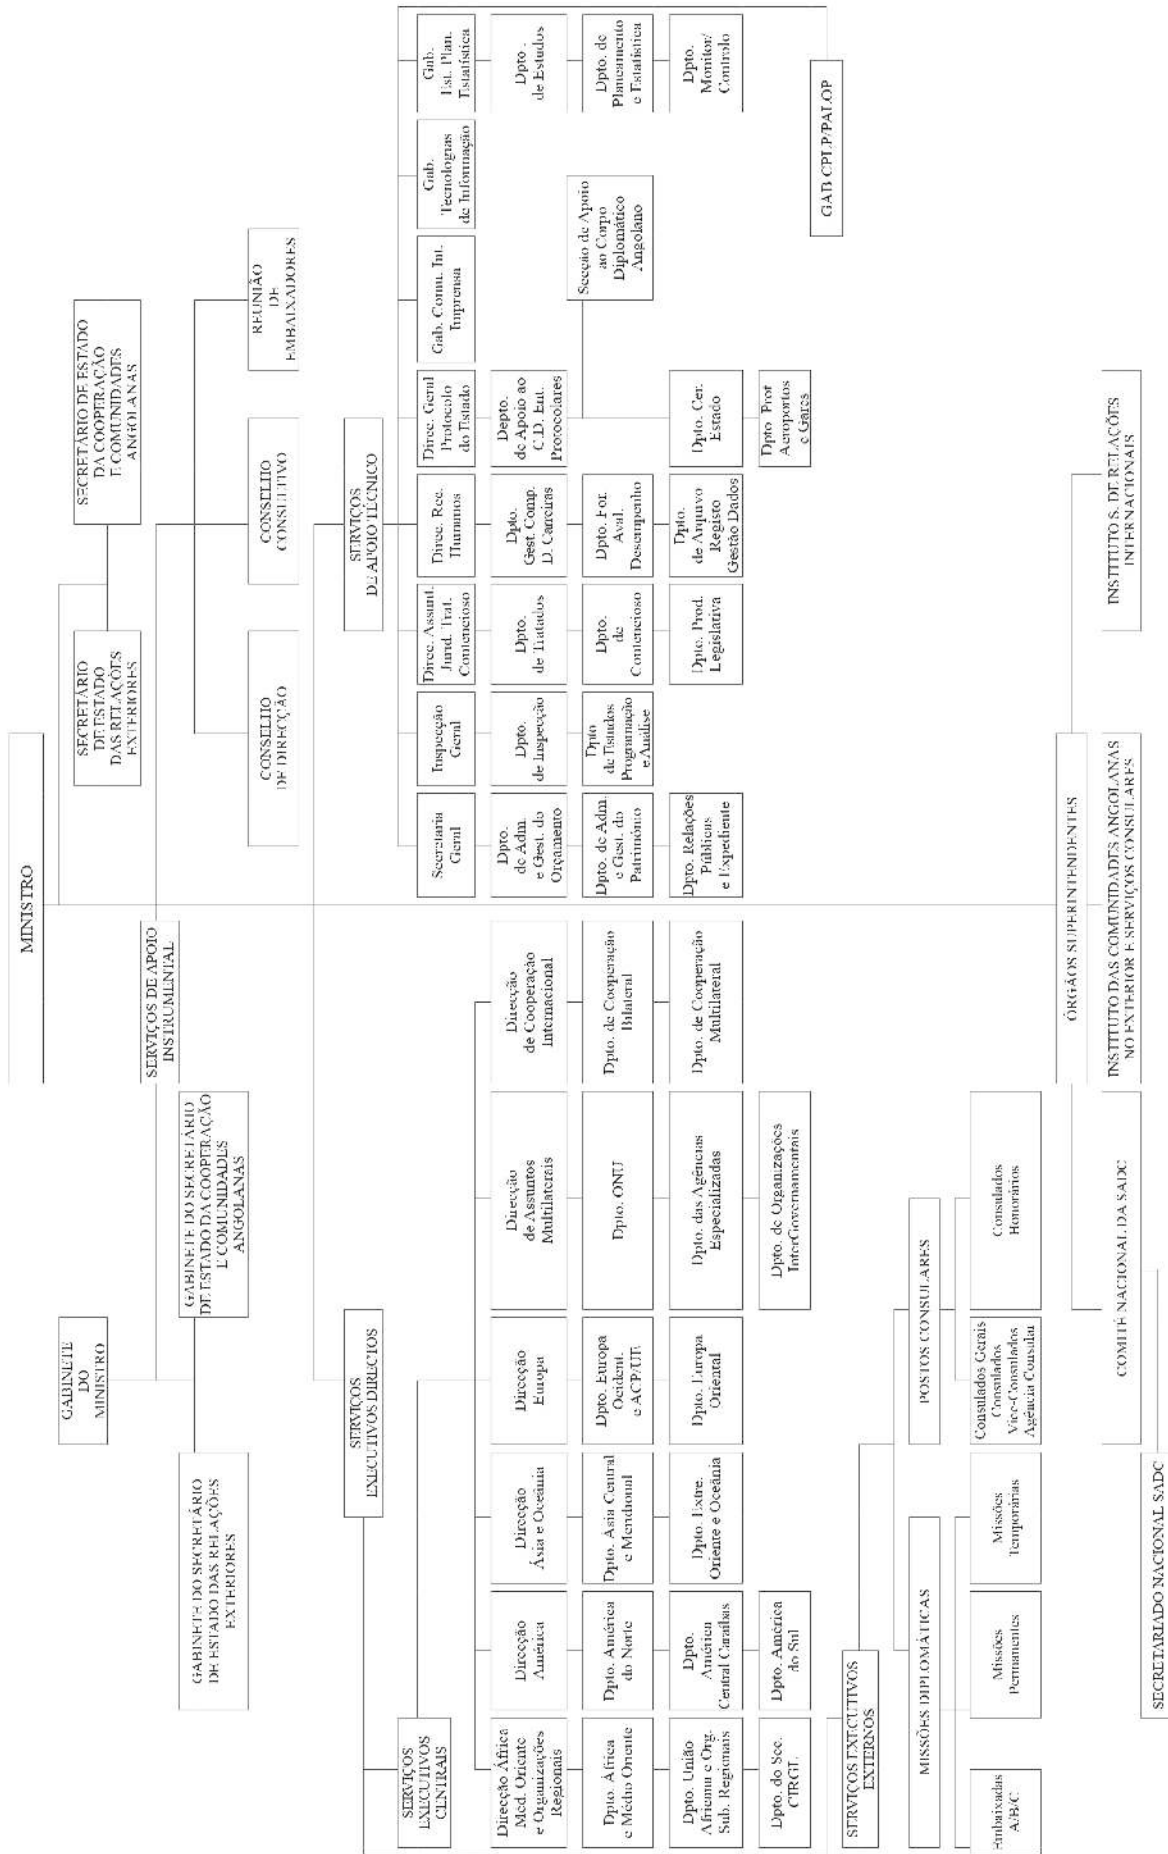 MINISTRO
GABINETE
DO
MINISTRO
SECRETÁRIO
DE ESTADO
DAS RELAÇÕES
EXTERIORES
SECRETÁRIO DE ESTADO
DA COOPERAÇÃO
E COMUNIDADES
ANGOLANAS
SERVIÇOS DE APOIO
INSTRUMENTAL
GABINETE DO SECRETÁRIO
DE ESTADO DAS RELAÇÕES
EXTERIORES
GABINETE DO SECRETÁRIO
DE ESTADO DA COOPERAÇÃO
E COMUNIDADES
ANGOLANAS
CONSELHO
DE DIRECÇÃO
CONSELHO
CONSULTIVO
REUNIÃO
DE
EMBAIXADORES
SERVIÇOS
EXECUTIVOS DIRECTOS
SERVIÇOS
DE APOIO TÉCNICO
SERVIÇOS
EXECUTIVOS
CENTRAIS
Secretaria
Geral
Inspecção
Geral
Direc. Assunt.
Juríd. Trat.
Contencioso
Direc. Rec.
Humanos
Direc. Geral
Protocolo
do Estado
Gab. Comu. Int.
Imprensa
Gab.
Tecnologias
de Informação
Gab.
Est. Plan.
Estatística
Direcção África
Méd. Oriente
e Organizações
Regionais
Direcção
América
Direcção
Ásia e Oceânia
Direcção
Europa
Direcção
de Assuntos
Multilaterais
Direcção
de Cooperação
Internacional
Dpto.
de Adm.
e Gest. do
Orçamento
Dpto.
de Inspecção
Dpto.
de Tratados
Dpto.
Gest. Comp.
D. Carreiras
Depto.
de Apoio ao
C.D. Ent.
Protocolares
Dpto .
de Estudos
Dpto. África
e Médio Oriente
Dpto. América
do Norte
Dpto. Ásia Central
e Meridional
Dpto. Europa
Ocident.
e ACP/UE
Dpto. ONU
Dpto. de Cooperação
Bilateral
Dpto. de Adm.
e Gest. do
Património
Dpto
de Estudos
Programação
e Análise
Dpto.
de
Contencioso
Dpto. For.
Aval.
Desempenho
Secção de Apoio
ao Corpo
Diplomático
Angolano
Dpto. de
Planeamento
e Estatística
Dpto. União
Africana e Org.
Sub. Regionais
Dpto.
América
Central Caraíbas
Dpto. Extre.
Oriente e Oceânia
Dpto. Europa
Oriental
Dpto. das Agências
Especializadas
Dpto. de Cooperação
Multilateral
Dpto. Relações
Públicas
e Expediente
Dpto. Prod.
Legislativa
Dpto.
de Arquivo
Registo
Gestão Dados
Dpto. Cer.
Estado
Dpto.
Monitor/
Controlo
Dpto. do Sec.
CIRGL
Dpto. América
do Sul
Dpto. de Organizações
InterGovernamentais
Dpto. Prot
Aeroportos
e Gares
GAB CPLP/PALOP
SERVIÇOS EXECUTIVOS
EXTERNOS
MISSÕES DIPLOMÁTICAS
POSTOS CONSULARES
Embaixadas
A/B/C
Missões
Permanentes
Missões
Temporárias
Consulados Gerais
Consulados
Vice-Consulados
Agência Consular
Consulados
Honorários
ÓRGÃOS SUPERINTENDENTES
COMITÉ NACIONAL DA SADC
INSTITUTO DAS COMUNIDADES ANGOLANAS
NO EXTERIOR E SERVIÇOS CONSULARES
INSTITUTO S. DE RELAÇÕES
INTERNACIONAIS
SECRETARIADO NACIONAL SADC